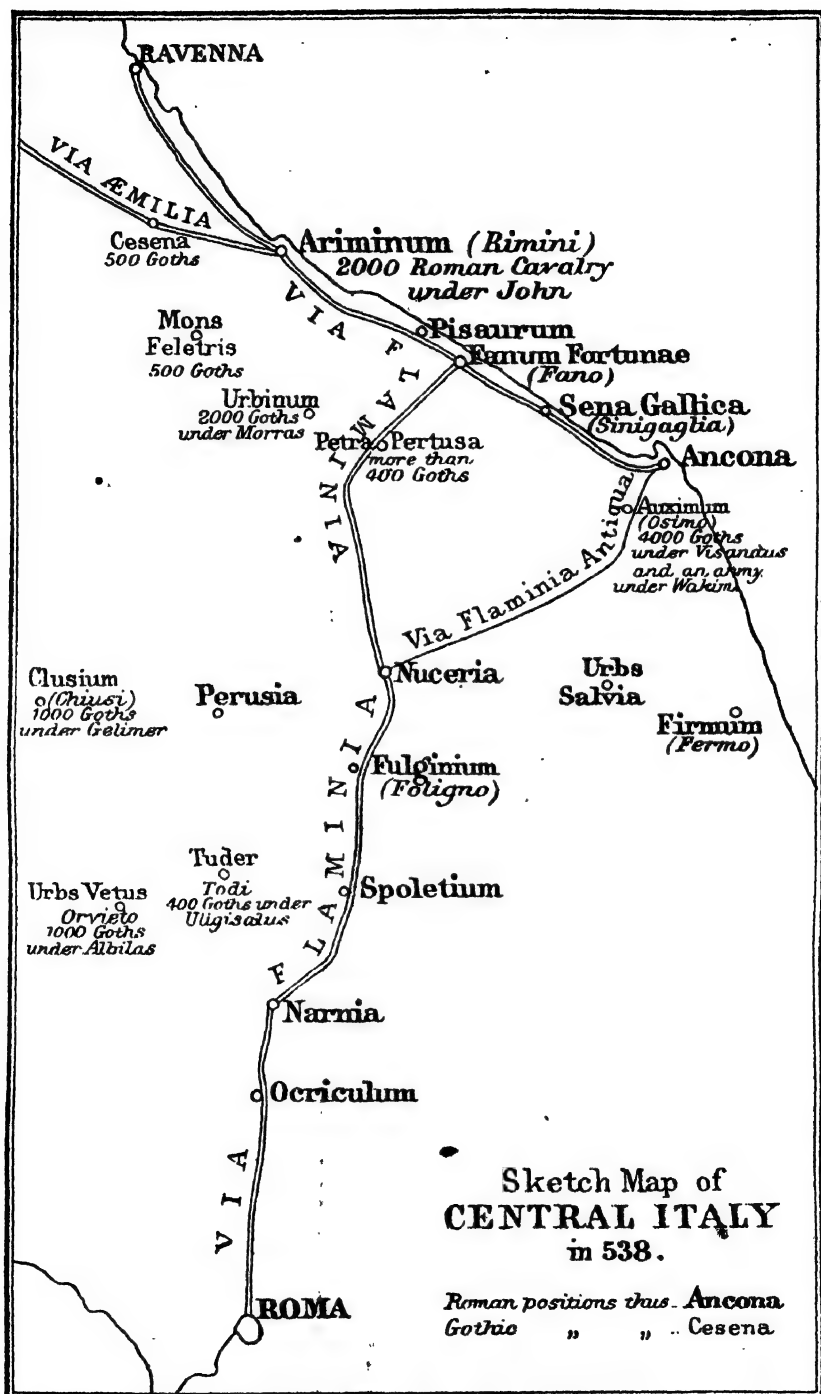 RAVENNA
VIA ÆMILIA
Cesena
500 Goths
Ariminum (Rimini)
2000 Roman Cavalry
under John
VIA FLAMINIA
Pisaurum
Fanum Fortunae
(Fano)
Mons
Feletris
500 Goths
Urbinum
2000 Goths
under Morras
Sena Gallica
(Sinigaglia)
Petra Pertusa
more than
400 Goths
Ancona
Auximum
(Osimo)
4000 Goths
under Visandus
and an army
under Wakim
Via Flaminia Antiqua
Nuceria
Clusium
(Chiusi)
1000 Goths
under Gelimer
Perusia
Urbs
Salvia
Firmum
(Fermo)
Fulginium
(Foligno)
Tuder
Todi
400 Goths under
Uligisalus
Urbs Vetus
Orvieto
1000 Goths
under Albilas
Spoletium
VIA FLAMINIA
Narnia
Ocriculum
ROMA
Sketch Map of
CENTRAL ITALY
in 538.
Roman positions thus Ancona
Gothic „ „ Cesena